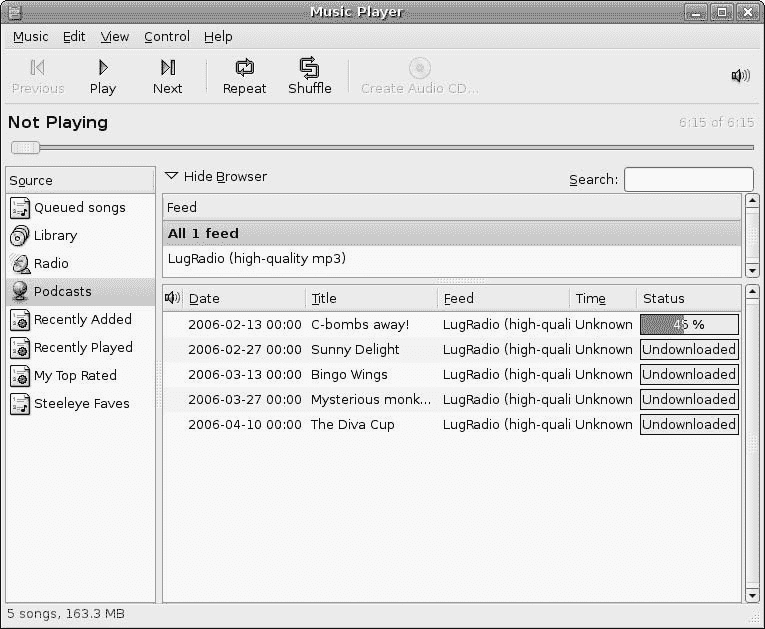 Music Player
Music Edit View Control Help
Previous Play Next Repeat Shuffle Create Audio CD...
Not Playing 6:15 of 6:15
Source
Queued songs
Library
Radio
Podcasts
Recently Added
Recently Played
My Top Rated
Steeleye Faves
Hide Browser Search:
Feed
All 1 feed
LugRadio (high-quality mp3)
Date Title Feed Time Status
2006-02-13 00:00 C-bombs away! LugRadio (high-quali Unknown 45 %
2006-02-27 00:00 Sunny Delight LugRadio (high-quali Unknown Undownloaded
2006-03-13 00:00 Bingo Wings LugRadio (high-quali Unknown Undownloaded
2006-03-27 00:00 Mysterious monk... LugRadio (high-quali Unknown Undownloaded
2006-04-10 00:00 The Diva Cup LugRadio (high-quali Unknown Undownloaded
5 songs, 163.3 MB